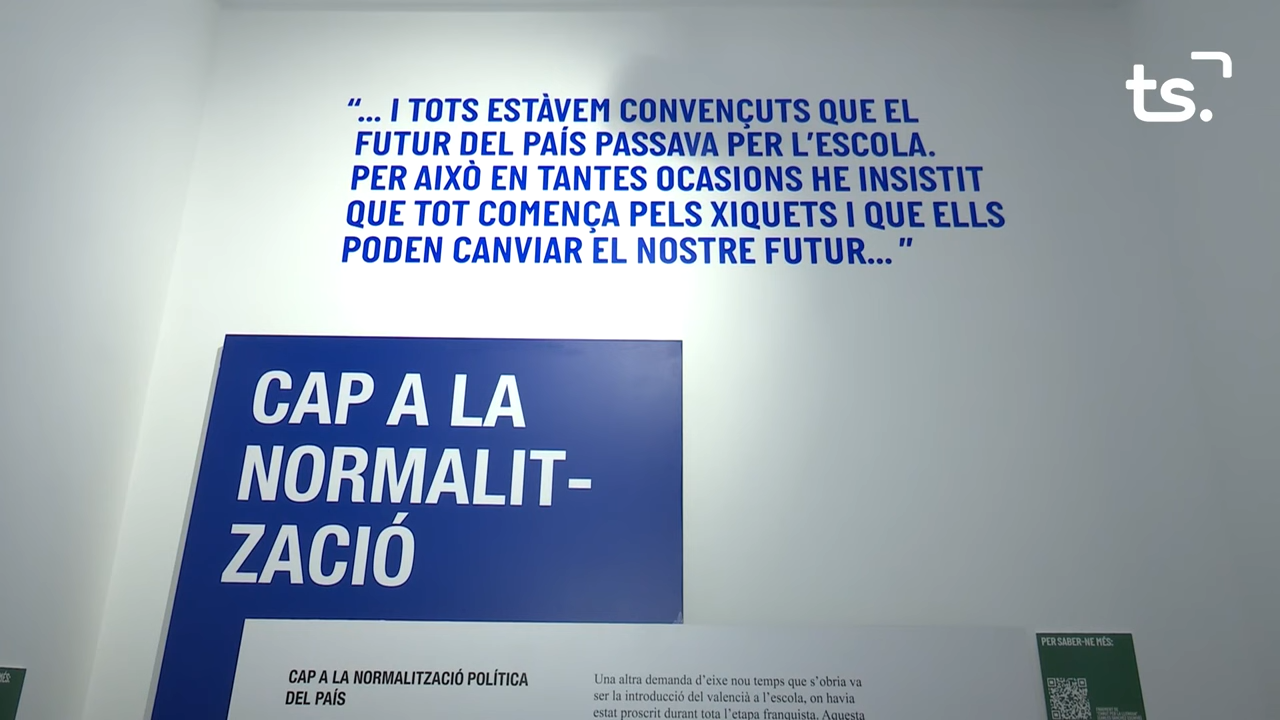 ts.
“... I TOTS ESTÀVEM CONVENÇUTS QUE EL
FUTUR DEL PAÍS PASSAVA PER L’ESCOLA.
PER AIXÒ EN TANTES OCASIONS HE INSISTIT
QUE TOT COMENÇA PELS XIQUETS I QUE ELLS
PODEN CANVIAR EL NOSTRE FUTUR... ”
CAP A LA
NORMALIT-
ZACIÓ
CAP A LA NORMALITZACIÓ POLÍTICA
DEL PAÍS
Una altra demanda d’eixe nou temps que s’obria va
ser la introducció del valencià a l’escola, on havia
estat proscrit durant tota l’etapa franquista. Aquesta
PER SABER-NE MÉS: